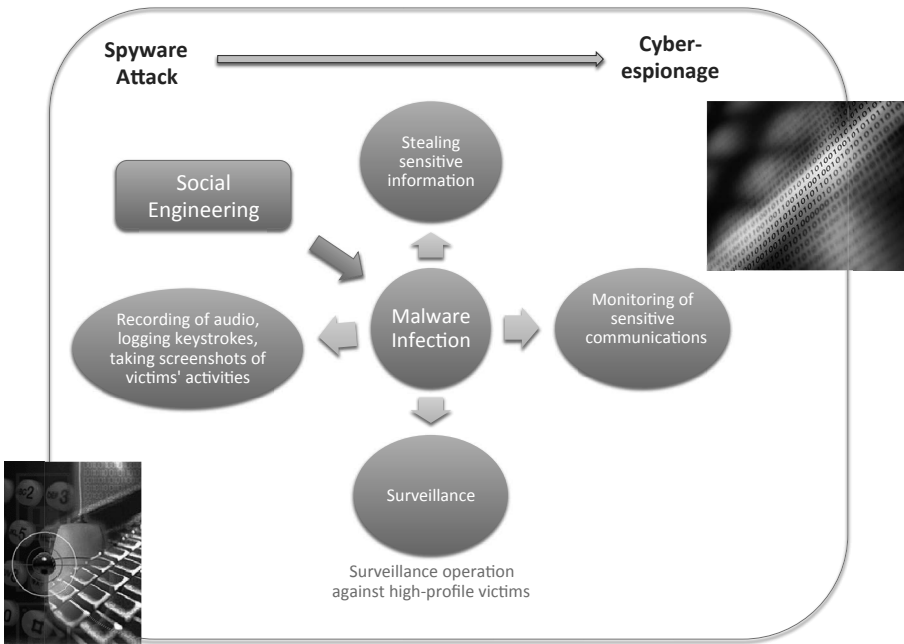 Spyware
Attack
Cyber-
espionage
Stealing
sensitive
information
Social
Engineering
Recording of audio,
logging keystrokes,
taking screenshots of
victims' activities
Malware
Infection
Monitoring of
sensitive
communications
Surveillance
Surveillance operation
against high-profile victims